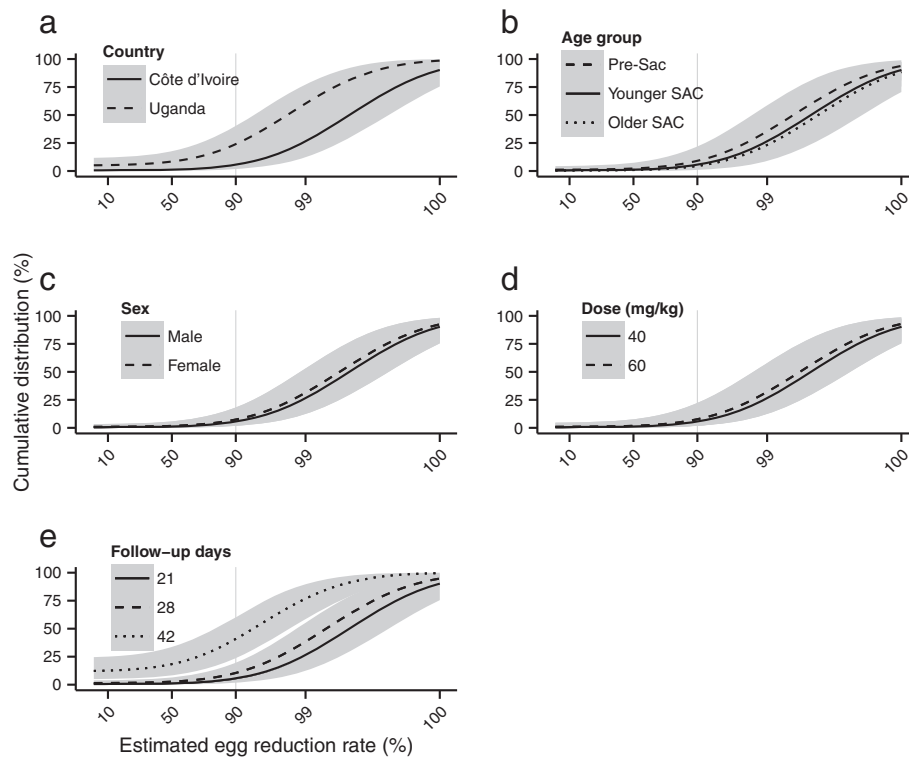 a
Country
Côte d'Ivoire
Uganda
100
75
50
25
0
10
50
90
99
100
b
Age group
Pre-Sac
Younger SAC
Older SAC
100
75
50
25
0
10
50
90
99
100
Cumulative distribution (%)
c
Sex
Male
Female
100
75
50
25
0
10
50
90
99
100
d
Dose (mg/kg)
40
60
100
75
50
25
0
10
50
90
99
100
e
Follow–up days
21
28
42
100
75
50
25
0
10
50
90
99
100
Estimated egg reduction rate (%)